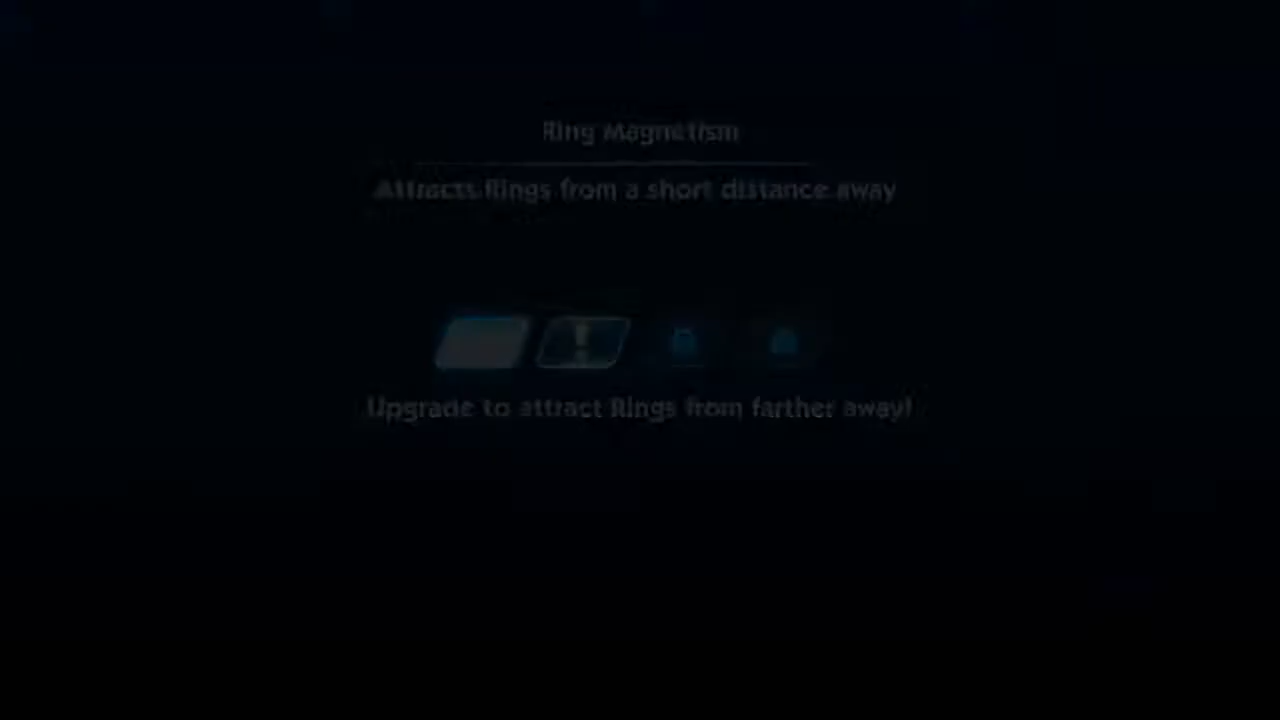 Ring Magnetism
Attracts Rings from a short distance away
Upgrade to attract Rings from farther away!